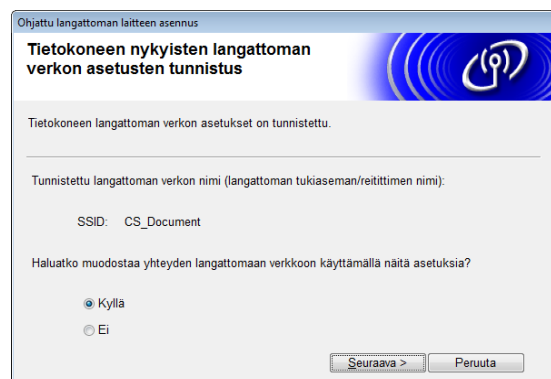 Ohjattu langattoman laitteen asennus
Tietokoneen nykyisten langattoman
verkon asetusten tunnistus
Tietokoneen langattoman verkon asetukset on tunnistettu.
Tunnistettu langattoman verkon nimi (langattoman tukiaseman/reitittimen nimi):
SSID: CS_Document
Haluatko muodostaa yhteyden langattomaan verkkoon käyttämällä näitä asetuksia?
Kyllä
Ei
Seuraava > Peruuta